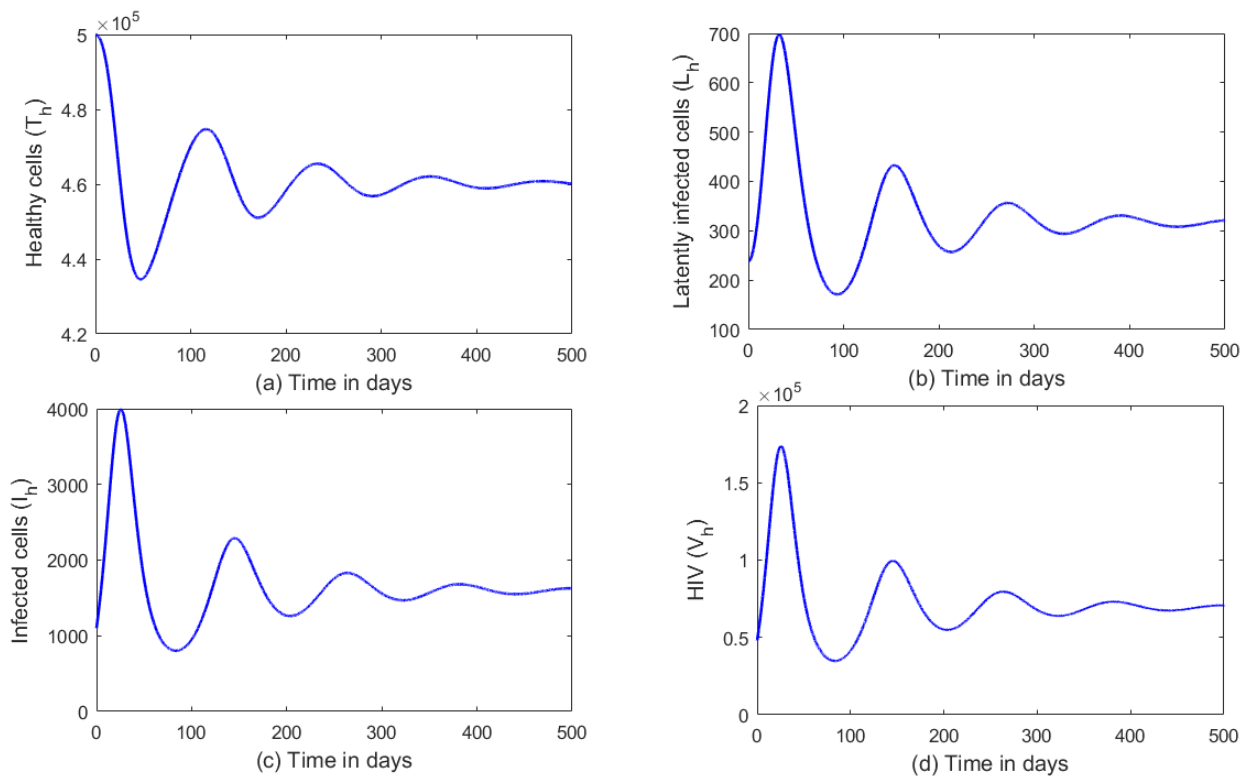 ×10⁵
5
4.8
4.6
4.4
4.2
0 100 200 300 400 500
Healthy cells (T_h)
(a) Time in days
700
600
500
400
300
200
100
0 100 200 300 400 500
Latently infected cells (L_h)
(b) Time in days
4000
3000
2000
1000
0
0 100 200 300 400 500
Infected cells (I_h)
(c) Time in days
×10⁵
2
1.5
1
0.5
0
0 100 200 300 400 500
HIV (V_h)
(d) Time in days